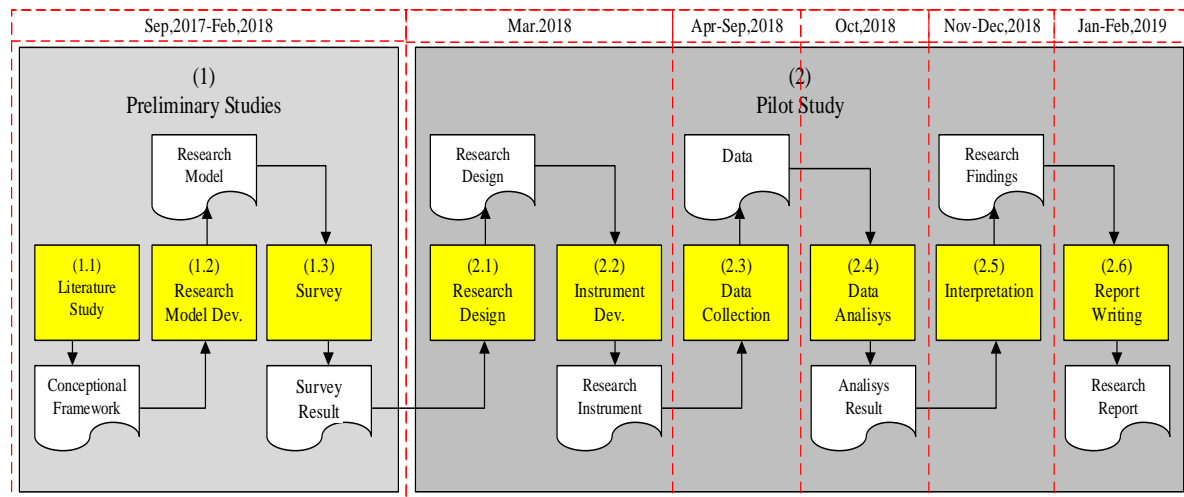 Sep,2017-Feb,2018
Mar.2018
Apr-Sep,2018
Oct,2018
Nov-Dec,2018
Jan-Feb,2019
(1)
Preliminary Studies
(2)
Pilot Study
Research
Model
Research
Design
Data
Research
Findings
(1.1)
Literature
Study
(1.2)
Research
Model Dev.
(1.3)
Survey
(2.1)
Research
Design
(2.2)
Instrument
Dev.
(2.3)
Data
Collection
(2.4)
Data
Analisys
(2.5)
Interpretation
(2.6)
Report
Writing
Conceptional
Framework
Survey
Result
Research
Instrument
Analisys
Result
Research
Report